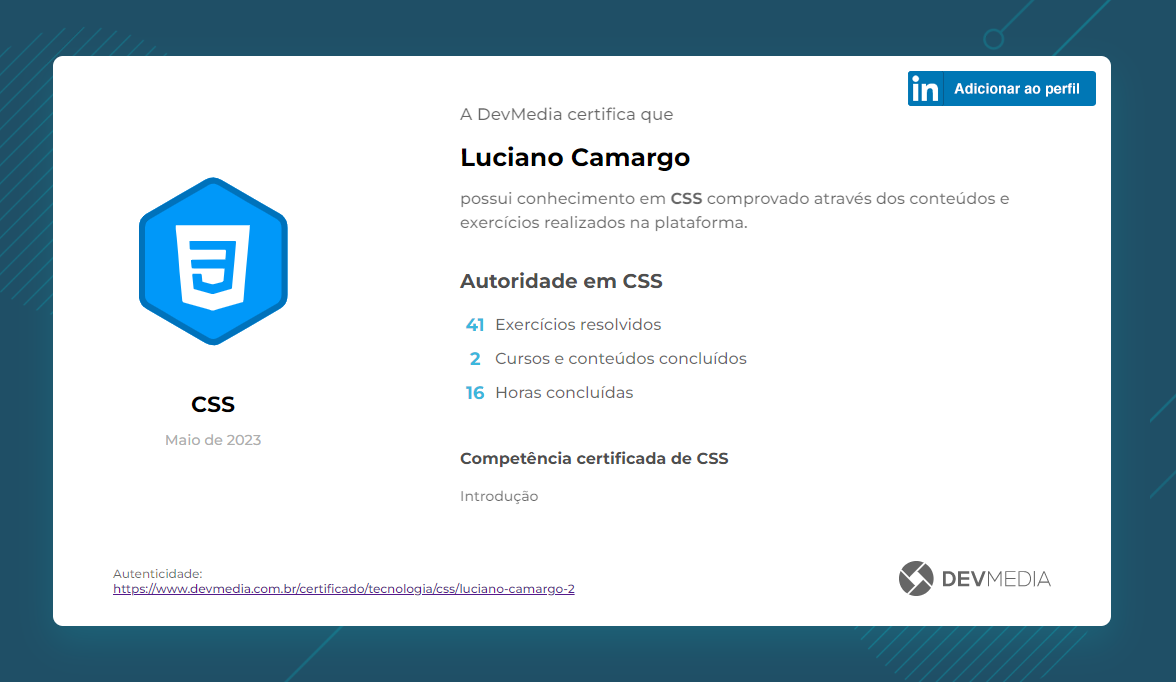 in Adicionar ao perfil
A DevMedia certifica que
Luciano Camargo
possui conhecimento em CSS comprovado através dos conteúdos e
exercícios realizados na plataforma.
Autoridade em CSS
41 Exercícios resolvidos
2 Cursos e conteúdos concluídos
16 Horas concluídas
CSS
Maio de 2023
Competência certificada de CSS
Introdução
Autenticidade:
https://www.devmedia.com.br/certificado/tecnologia/css/luciano-camargo-2
DEVMEDIA